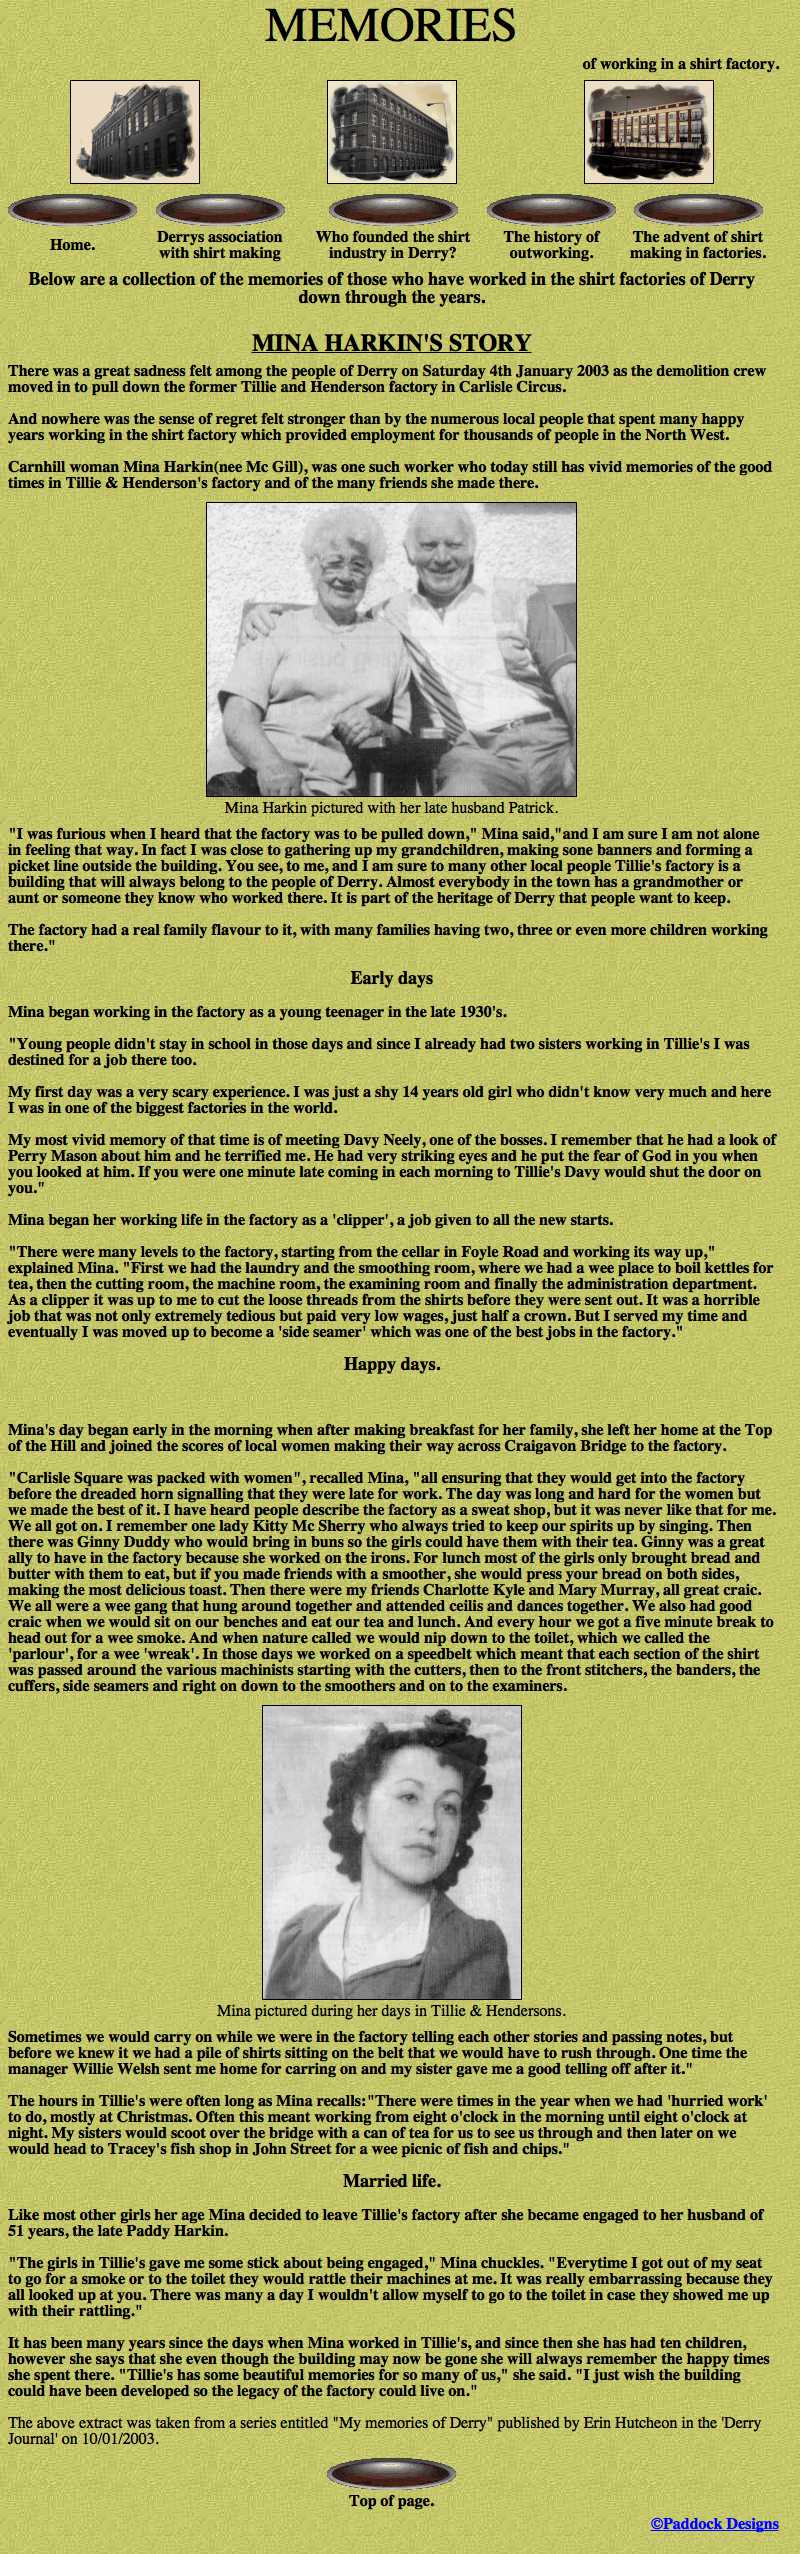 MEMORIES
of working in a shirt factory.
Home.
Derrys association
with shirt making
Who founded the shirt
industry in Derry?
The history of
outworking.
The advent of shirt
making in factories.
Below are a collection of the memories of those who have worked in the shirt factories of Derry
down through the years.
MINA HARKIN'S STORY
There was a great sadness felt among the people of Derry on Saturday 4th January 2003 as the demolition crew
moved in to pull down the former Tillie and Henderson factory in Carlisle Circus.
And nowhere was the sense of regret felt stronger than by the numerous local people that spent many happy
years working in the shirt factory which provided employment for thousands of people in the North West.
Carnhill woman Mina Harkin(nee Mc Gill), was one such worker who today still has vivid memories of the good
times in Tillie & Henderson's factory and of the many friends she made there.
Mina Harkin pictured with her late husband Patrick.
"I was furious when I heard that the factory was to be pulled down," Mina said,"and I am sure I am not alone
in feeling that way. In fact I was close to gathering up my grandchildren, making sone banners and forming a
picket line outside the building. You see, to me, and I am sure to many other local people Tillie's factory is a
building that will always belong to the people of Derry. Almost everybody in the town has a grandmother or
aunt or someone they know who worked there. It is part of the heritage of Derry that people want to keep.
The factory had a real family flavour to it, with many families having two, three or even more children working
there."
Early days
Mina began working in the factory as a young teenager in the late 1930's.
"Young people didn't stay in school in those days and since I already had two sisters working in Tillie's I was
destined for a job there too.
My first day was a very scary experience. I was just a shy 14 years old girl who didn't know very much and here
I was in one of the biggest factories in the world.
My most vivid memory of that time is of meeting Davy Neely, one of the bosses. I remember that he had a look of
Perry Mason about him and he terrified me. He had very striking eyes and he put the fear of God in you when
you looked at him. If you were one minute late coming in each morning to Tillie's Davy would shut the door on
you."
Mina began her working life in the factory as a 'clipper', a job given to all the new starts.
"There were many levels to the factory, starting from the cellar in Foyle Road and working its way up,"
explained Mina. "First we had the laundry and the smoothing room, where we had a wee place to boil kettles for
tea, then the cutting room, the machine room, the examining room and finally the administration department.
As a clipper it was up to me to cut the loose threads from the shirts before they were sent out. It was a horrible
job that was not only extremely tedious but paid very low wages, just half a crown. But I served my time and
eventually I was moved up to become a 'side seamer' which was one of the best jobs in the factory."
Happy days.
Mina's day began early in the morning when after making breakfast for her family, she left her home at the Top
of the Hill and joined the scores of local women making their way across Craigavon Bridge to the factory.
"Carlisle Square was packed with women", recalled Mina, "all ensuring that they would get into the factory
before the dreaded horn signalling that they were late for work. The day was long and hard for the women but
we made the best of it. I have heard people describe the factory as a sweat shop, but it was never like that for me.
We all got on. I remember one lady Kitty Mc Sherry who always tried to keep our spirits up by singing. Then
there was Ginny Duddy who would bring in buns so the girls could have them with their tea. Ginny was a great
ally to have in the factory because she worked on the irons. For lunch most of the girls only brought bread and
butter with them to eat, but if you made friends with a smoother, she would press your bread on both sides,
making the most delicious toast. Then there were my friends Charlotte Kyle and Mary Murray, all great craic.
We all were a wee gang that hung around together and attended ceilis and dances together. We also had good
craic when we would sit on our benches and eat our tea and lunch. And every hour we got a five minute break to
head out for a wee smoke. And when nature called we would nip down to the toilet, which we called the
'parlour', for a wee 'wreak'. In those days we worked on a speedbelt which meant that each section of the shirt
was passed around the various machinists starting with the cutters, then to the front stitchers, the banders, the
cuffers, side seamers and right on down to the smoothers and on to the examiners.
Mina pictured during her days in Tillie & Hendersons.
Sometimes we would carry on while we were in the factory telling each other stories and passing notes, but
before we knew it we had a pile of shirts sitting on the belt that we would have to rush through. One time the
manager Willie Welsh sent me home for carring on and my sister gave me a good telling off after it."
The hours in Tillie's were often long as Mina recalls:"There were times in the year when we had 'hurried work'
to do, mostly at Christmas. Often this meant working from eight o'clock in the morning until eight o'clock at
night. My sisters would scoot over the bridge with a can of tea for us to see us through and then later on we
would head to Tracey's fish shop in John Street for a wee picnic of fish and chips."
Married life.
Like most other girls her age Mina decided to leave Tillie's factory after she became engaged to her husband of
51 years, the late Paddy Harkin.
"The girls in Tillie's gave me some stick about being engaged," Mina chuckles. "Everytime I got out of my seat
to go for a smoke or to the toilet they would rattle their machines at me. It was really embarrassing because they
all looked up at you. There was many a day I wouldn't allow myself to go to the toilet in case they showed me up
with their rattling."
It has been many years since the days when Mina worked in Tillie's, and since then she has had ten children,
however she says that she even though the building may now be gone she will always remember the happy times
she spent there. "Tillie's has some beautiful memories for so many of us," she said. "I just wish the building
could have been developed so the legacy of the factory could live on."
The above extract was taken from a series entitled "My memories of Derry" published by Erin Hutcheon in the 'Derry
Journal' on 10/01/2003.
Top of page.
©Paddock Designs